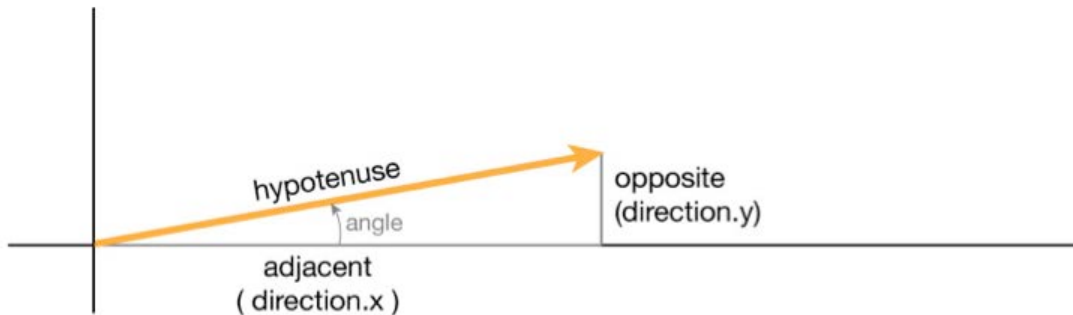 hypotenuse
angle
opposite
(direction.y)
adjacent
( direction.x )